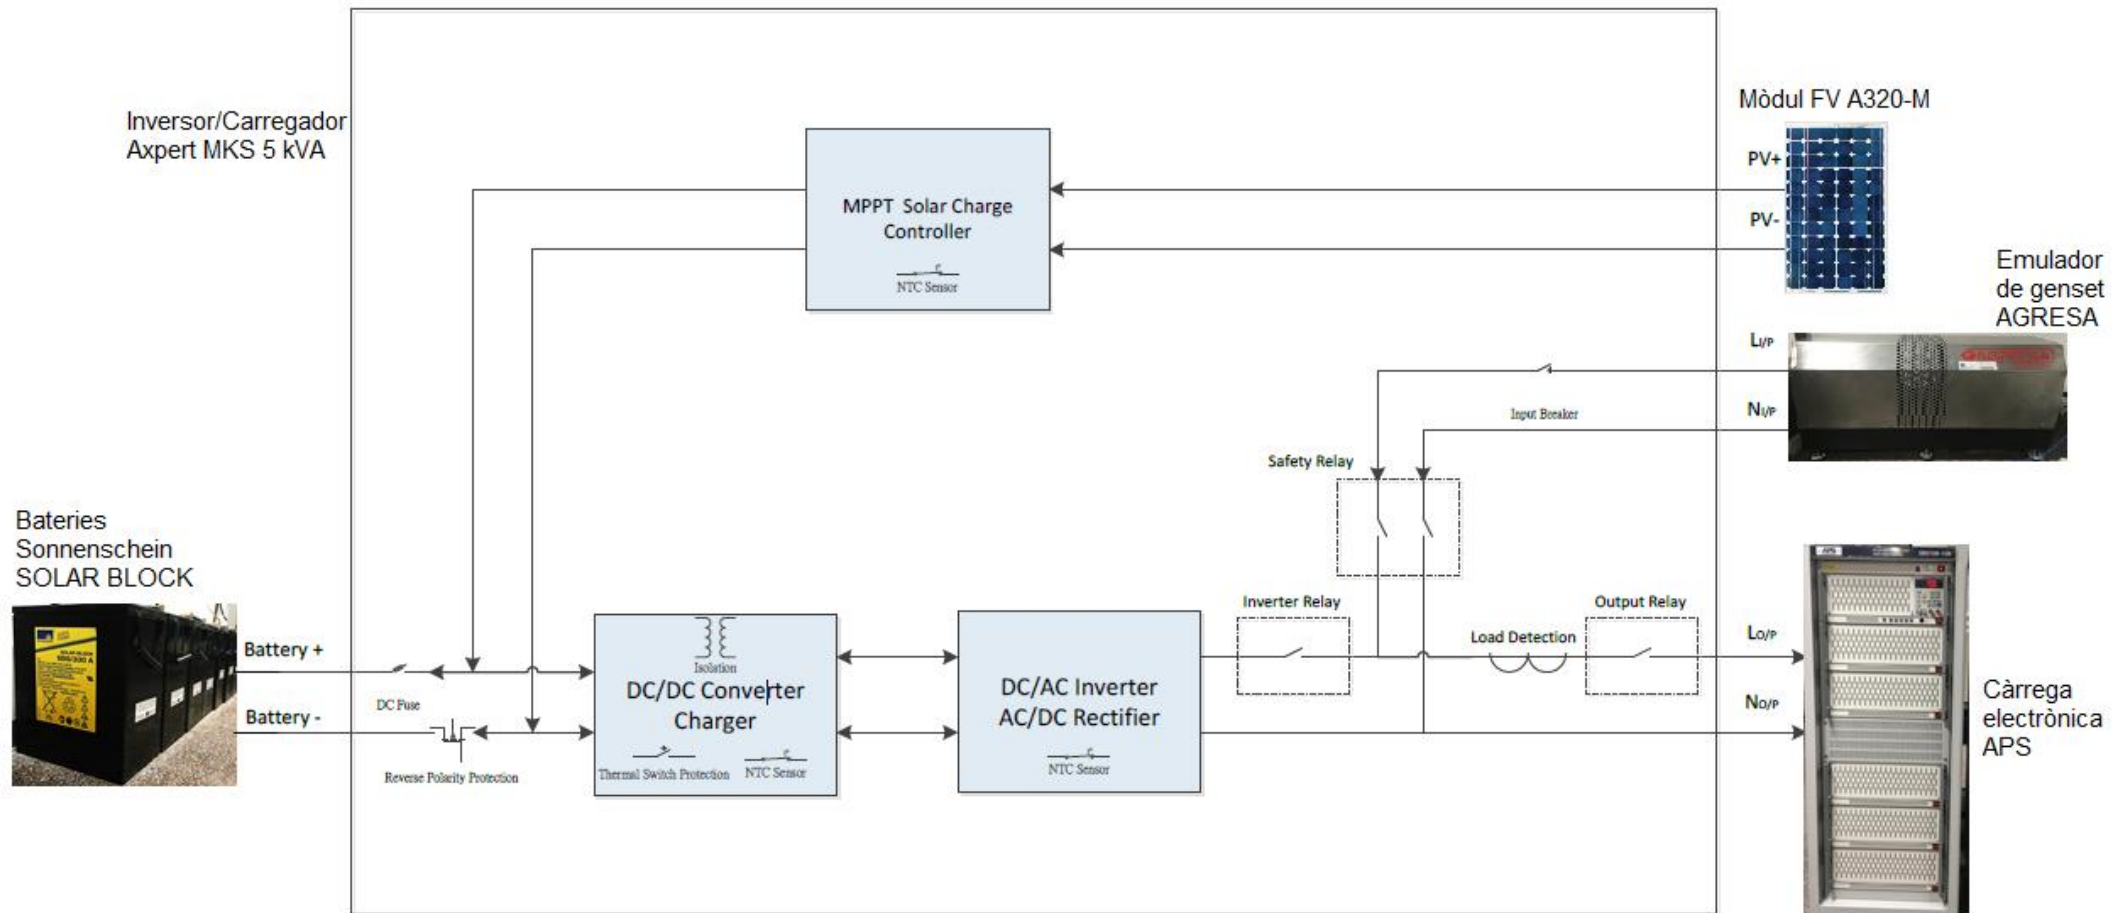 Inversor/Carregador
Axpert MKS 5 kVA
MPPT Solar Charge
Controller
NTC Sensor
Mòdul FV A320-M
PV+
PV-
Emulador
de genset
AGRESA
LI/P
NI/P
Input Breaker
Safety Relay
Bateries
Sonnenschein
SOLAR BLOCK
Battery +
Battery -
DC Fuse
Reverse Polarity Protection
Isolation
DC/DC Converter
Charger
Thermal Switch Protection
NTC Sensor
DC/AC Inverter
AC/DC Rectifier
NTC Sensor
Inverter Relay
Load Detection
Output Relay
LO/P
NO/P
Càrrega
electrònica
APS